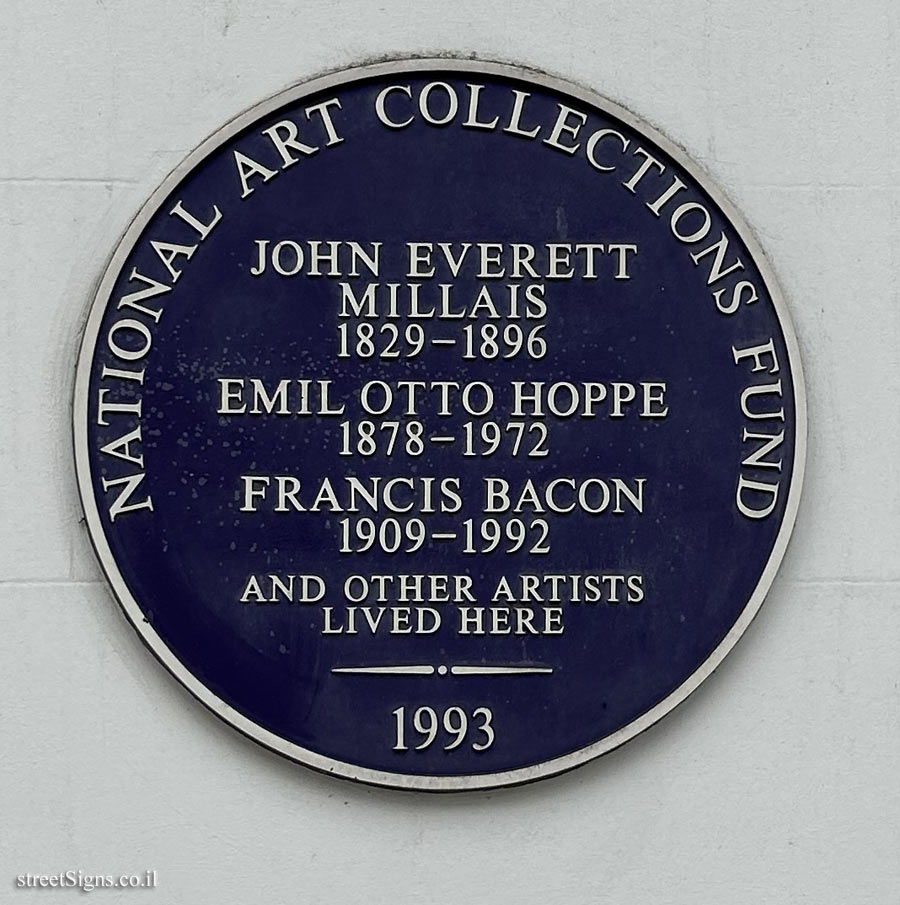 NATIONAL ART COLLECTIONS FUND
JOHN EVERETT
MILLAIS
1829–1896
EMIL OTTO HOPPE
1878–1972
FRANCIS BACON
1909–1992
AND OTHER ARTISTS
LIVED HERE
1993
streetSigns.co.il